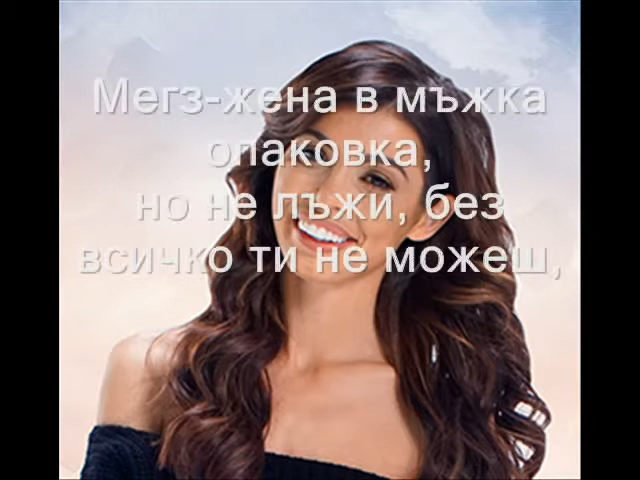 Мегз-жена в мъжка
опаковка,
но не лъжи, без
всичко ти не можеш,